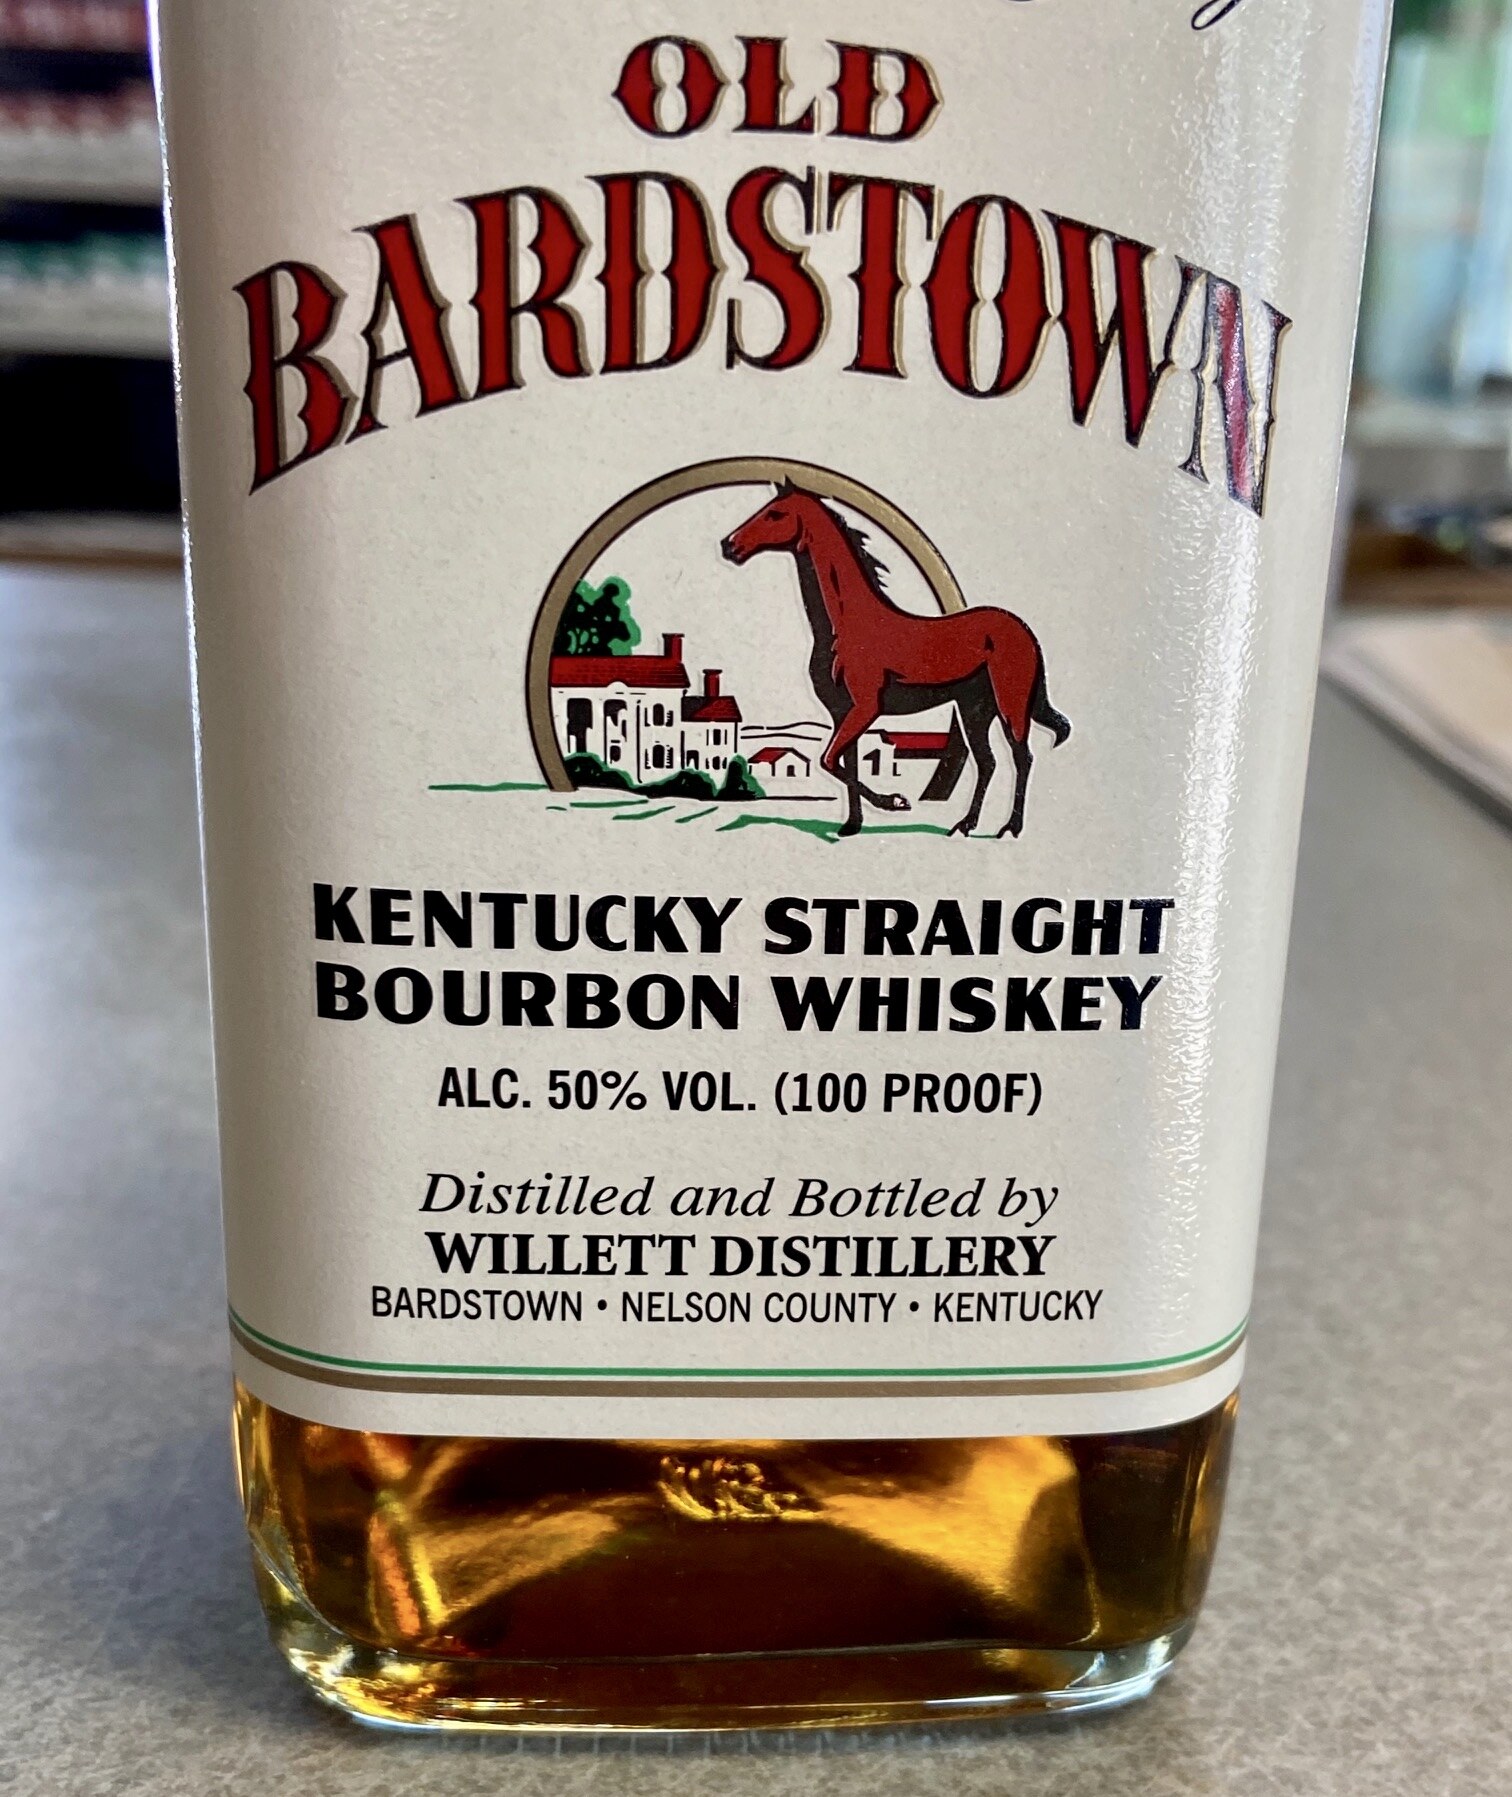 OLD
BARDSTOWN
KENTUCKY STRAIGHT
BOURBON WHISKEY
ALC. 50% VOL. (100 PROOF)
Distilled and Bottled by
WILLETT DISTILLERY
BARDSTOWN • NELSON COUNTY • KENTUCKY